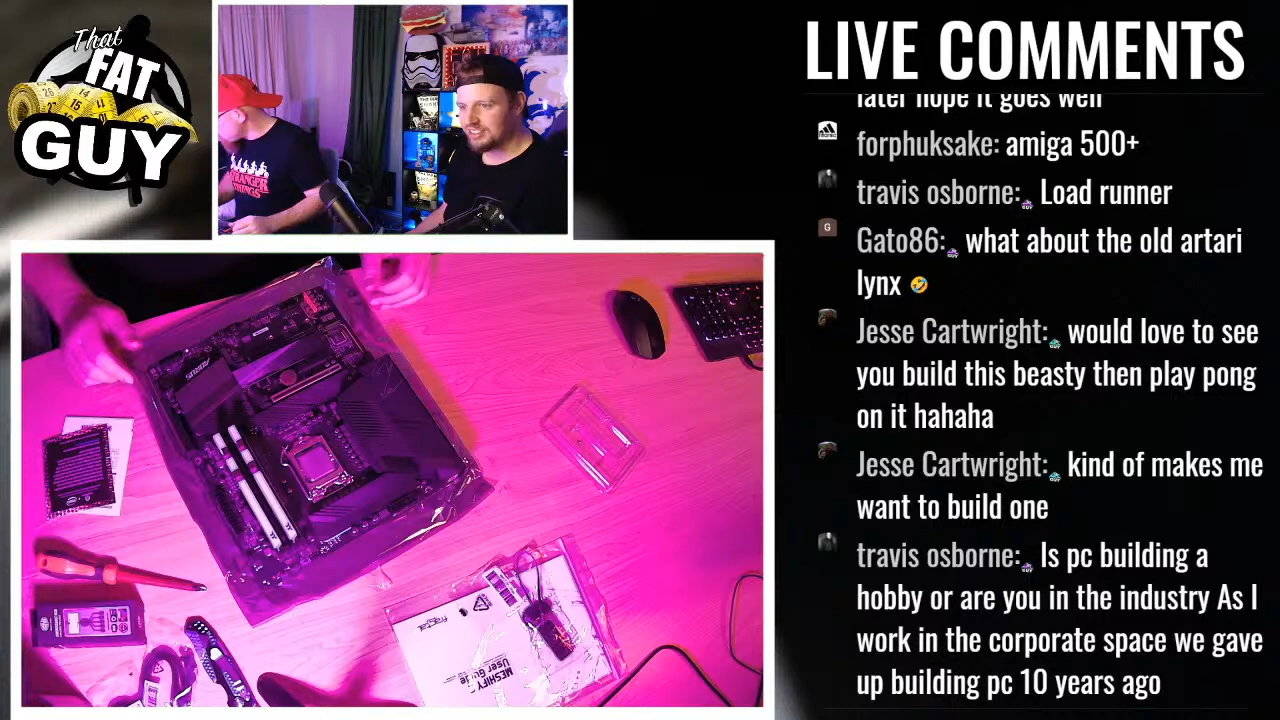 That
FAT
GUY
LIVE COMMENTS
later hope it goes well
forphuksake: amiga 500+
travis osborne: Load runner
Gato86: what about the old artari
lynx 🤣
Jesse Cartwright: would love to see
you build this beasty then play pong
on it hahaha
Jesse Cartwright: kind of makes me
want to build one
travis osborne: Is pc building a
hobby or are you in the industry As I
work in the corporate space we gave
up building pc 10 years ago
STRANGER
THINGS
AORUS
fractal
MESHIFY
User Guide